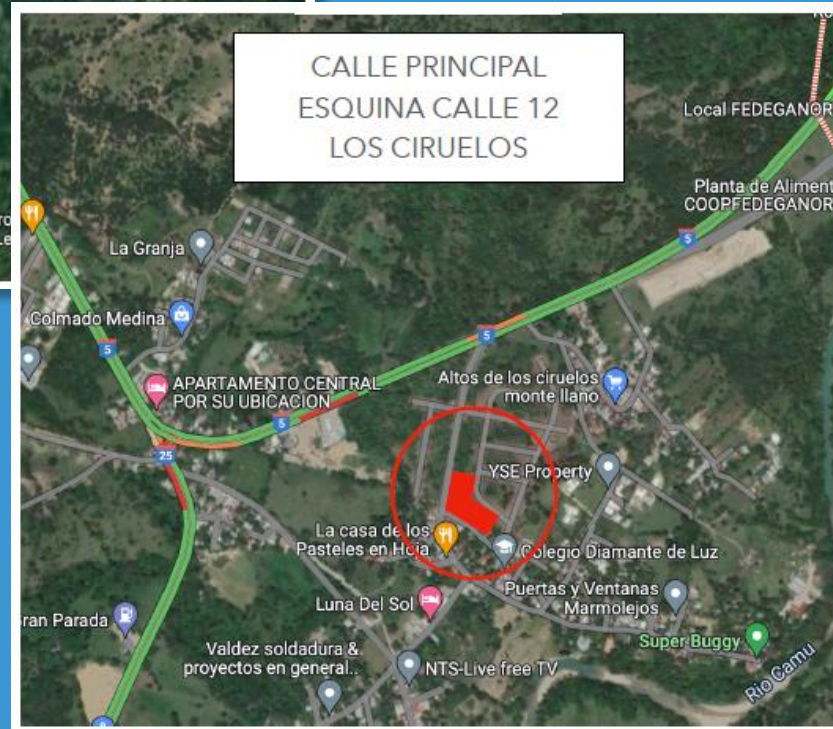 CALLE PRINCIPAL
ESQUINA CALLE 12
LOS CIRUELOS
Local FEDEGANOR
Planta de Aliment
COOPFEDEGANOR
5
La Granja
Colmado Medina
5
5
APARTAMENTO CENTRAL
POR SU UBICACION
Altos de los ciruelos
monte llano
5
25
YSE Property
La casa de los
Pasteles en Hoja
Colegio Diamante de Luz
Luna Del Sol
Puertas y Ventanas
Marmolejos
ran Parada
Super Buggy
Valdez soldadura &
proyectos en general..
NTS-Live free TV
Rio Camu